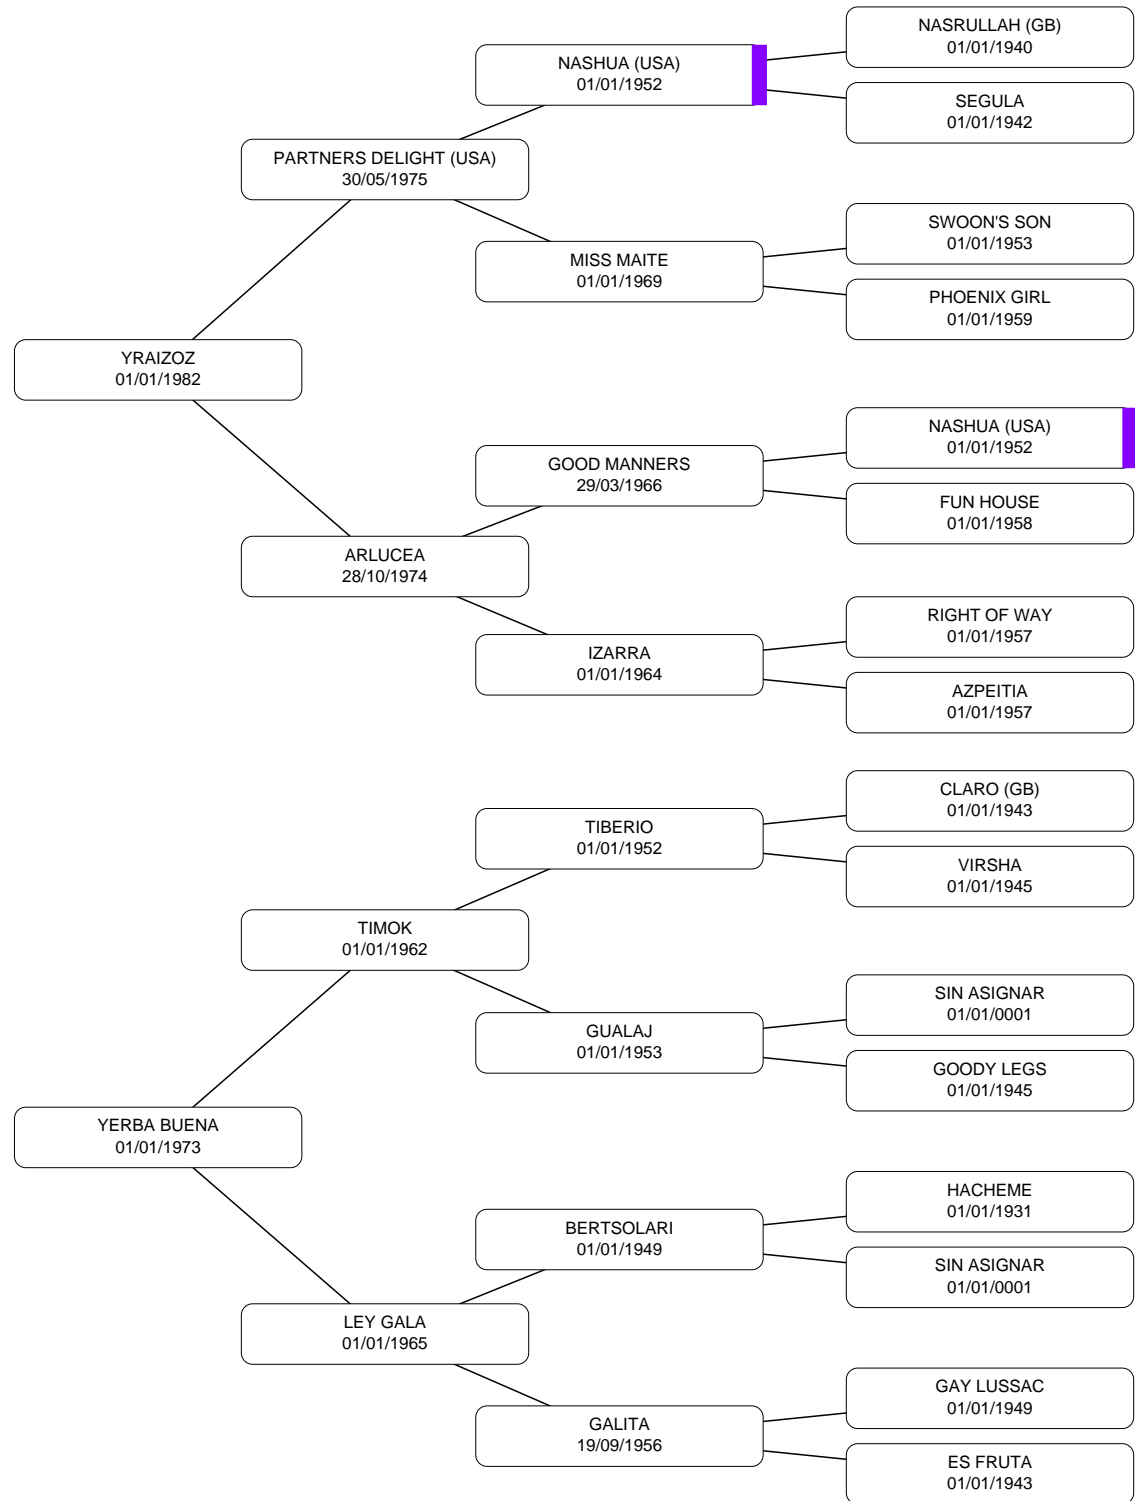 NASRULLAH (GB)
01/01/1940
NASHUA (USA)
01/01/1952
SEGULA
01/01/1942
PARTNERS DELIGHT (USA)
30/05/1975
SWOON'S SON
01/01/1953
MISS MAITE
01/01/1969
PHOENIX GIRL
01/01/1959
YRAIZOZ
01/01/1982
NASHUA (USA)
01/01/1952
GOOD MANNERS
29/03/1966
FUN HOUSE
01/01/1958
ARLUCEA
28/10/1974
RIGHT OF WAY
01/01/1957
IZARRA
01/01/1964
AZPEITIA
01/01/1957
CLARO (GB)
01/01/1943
TIBERIO
01/01/1952
VIRSHA
01/01/1945
TIMOK
01/01/1962
SIN ASIGNAR
01/01/0001
GUALAJ
01/01/1953
GOODY LEGS
01/01/1945
YERBA BUENA
01/01/1973
HACHEME
01/01/1931
BERTSOLARI
01/01/1949
SIN ASIGNAR
01/01/0001
LEY GALA
01/01/1965
GAY LUSSAC
01/01/1949
GALITA
19/09/1956
ES FRUTA
01/01/1943